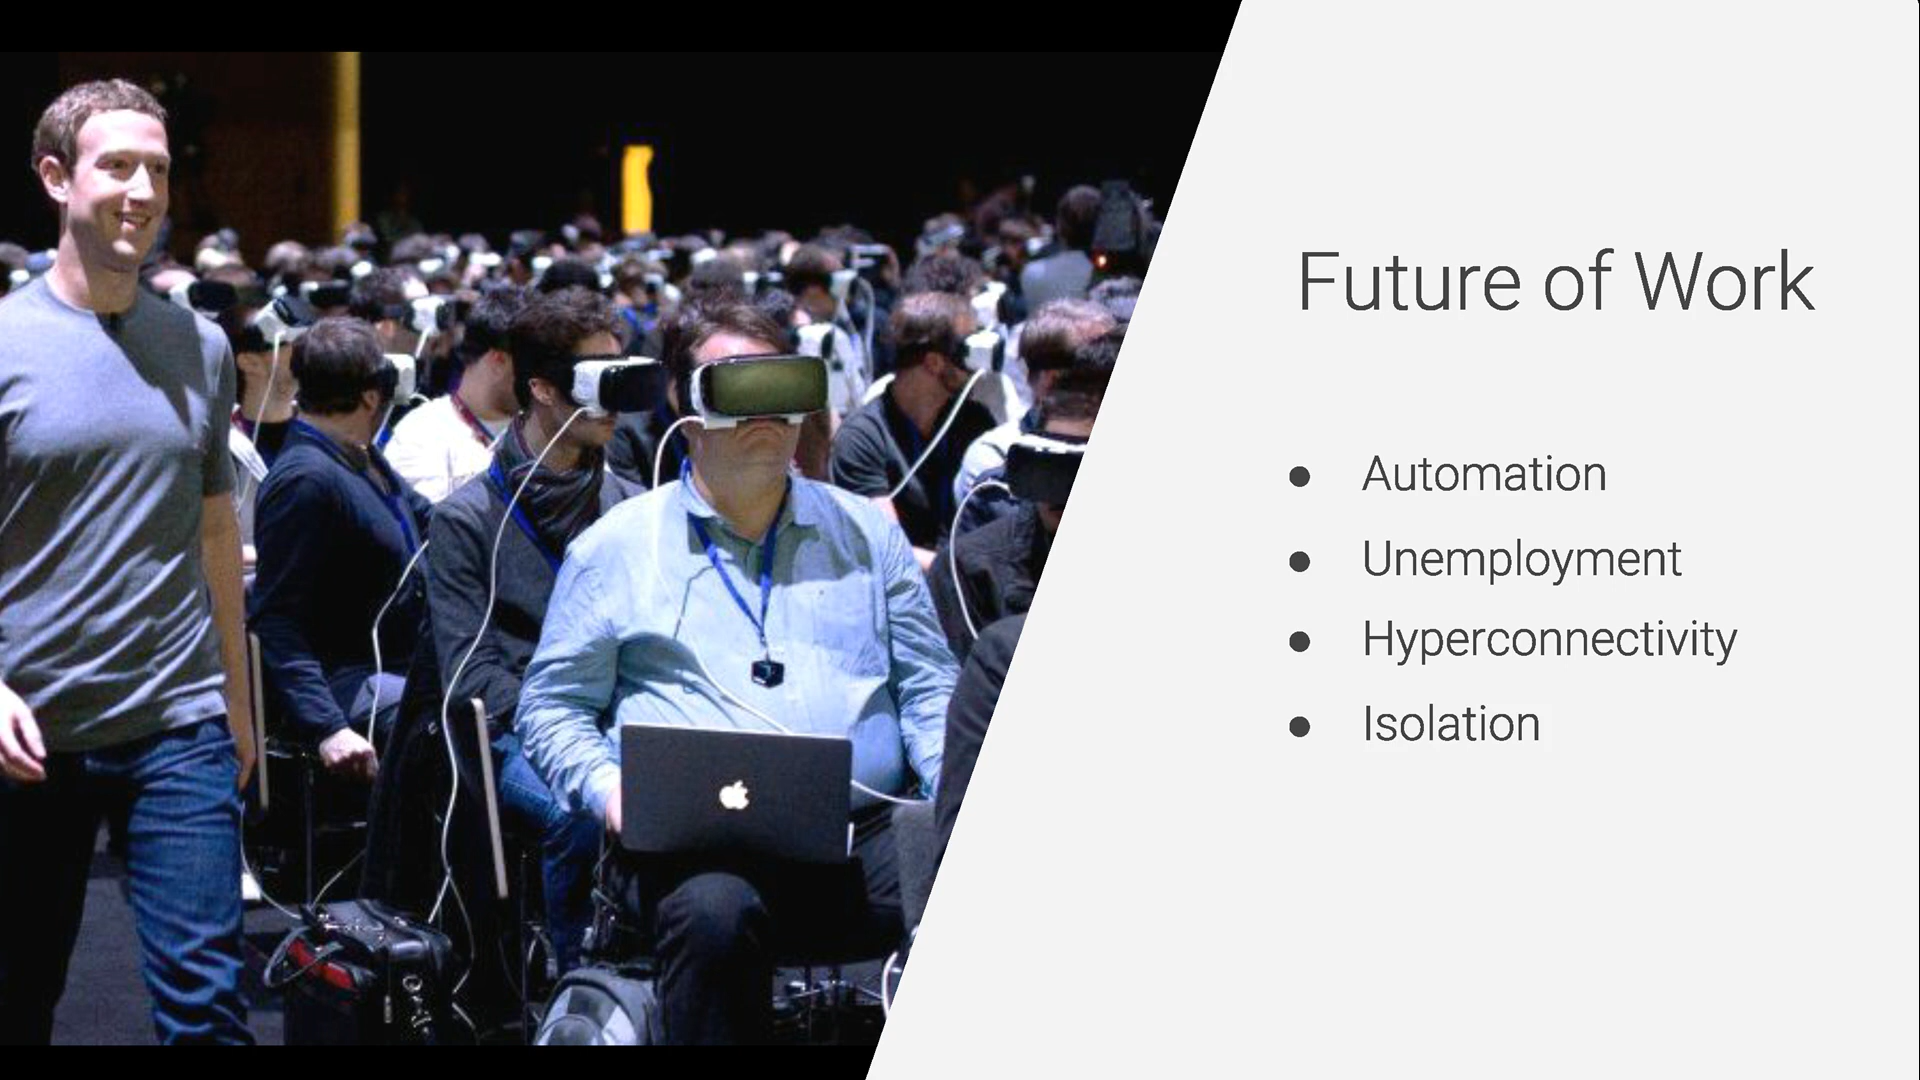 Future of Work
● Automation
● Unemployment
● Hyperconnectivity
● Isolation